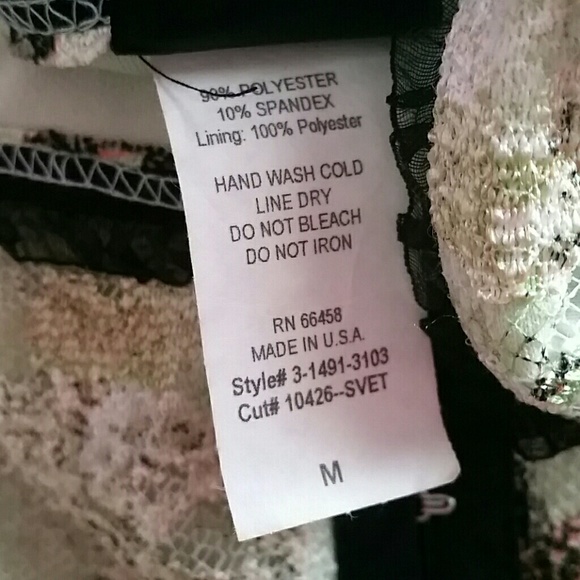 90% POLYESTER
10% SPANDEX
Lining: 100% Polyester
HAND WASH COLD
LINE DRY
DO NOT BLEACH
DO NOT IRON
RN 66458
MADE IN U.S.A.
Style# 3-1491-3103
Cut# 10426--SVET
M